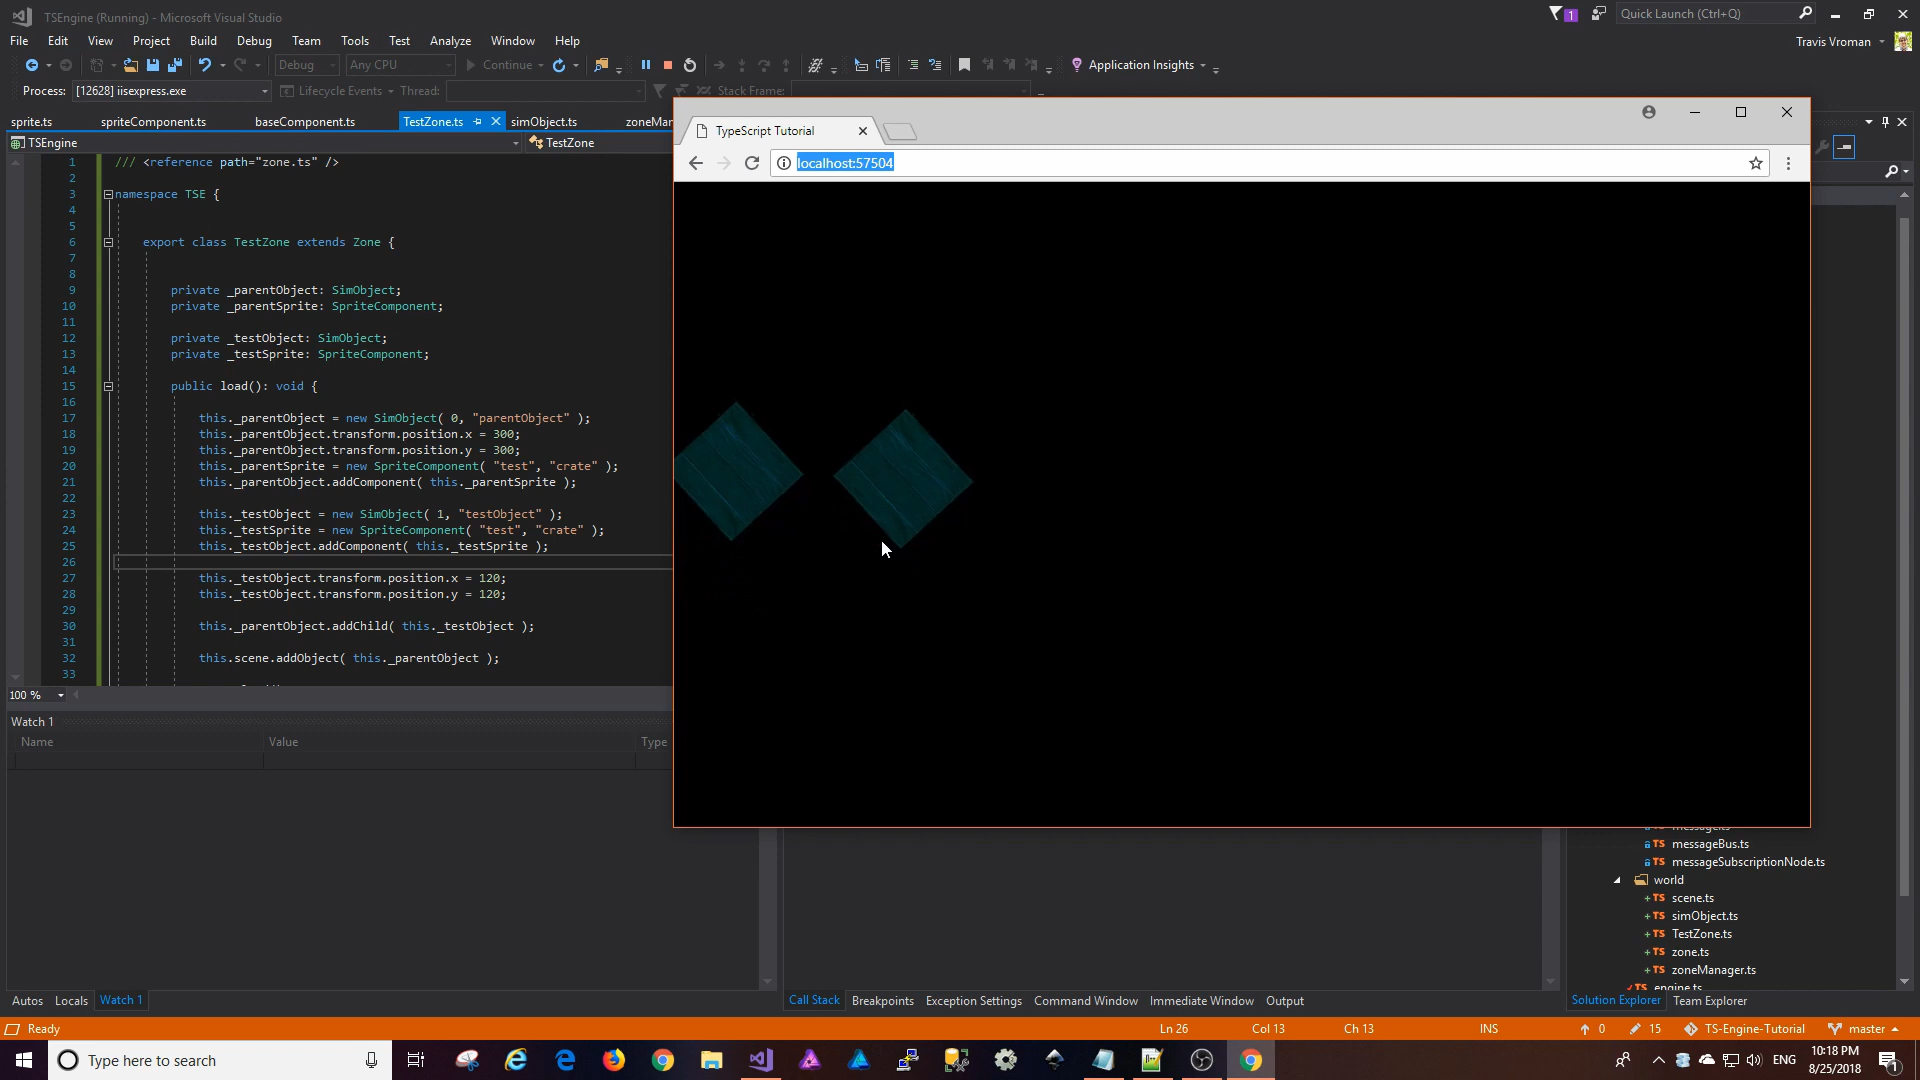 TSEngine (Running) - Microsoft Visual Studio
1
Quick Launch (Ctrl+Q)
File Edit View Project Build Debug Team Tools Test Analyze Window Help
Travis Vroman
Debug Any CPU Continue Application Insights
Process: [12628] iisexpress.exe Lifecycle Events Thread: Stack Frame:
sprite.ts spriteComponent.ts baseComponent.ts TestZone.ts simObject.ts
TSEngine TestZone
TypeScript Tutorial
localhost:57504
1 /// <reference path="zone.ts" />
2
3 namespace TSE {
4
5
6 export class TestZone extends Zone {
7
8
9 private _parentObject: SimObject;
10 private _parentSprite: SpriteComponent;
11
12 private _testObject: SimObject;
13 private _testSprite: SpriteComponent;
14
15 public load(): void {
16
17 this._parentObject = new SimObject( 0, "parentObject" );
18 this._parentObject.transform.position.x = 300;
19 this._parentObject.transform.position.y = 300;
20 this._parentSprite = new SpriteComponent( "test", "crate" );
21 this._parentObject.addComponent( this._parentSprite );
22
23 this._testObject = new SimObject( 1, "testObject" );
24 this._testSprite = new SpriteComponent( "test", "crate" );
25 this._testObject.addComponent( this._testSprite );
26
27 this._testObject.transform.position.x = 120;
28 this._testObject.transform.position.y = 120;
29
30 this._parentObject.addChild( this._testObject );
31
32 this.scene.addObject( this._parentObject );
33
100 %
Watch 1
Name Value Type
messageBus.ts
messageSubscriptionNode.ts
world
scene.ts
simObject.ts
TestZone.ts
zone.ts
zoneManager.ts
engine.ts
Autos Locals Watch 1 Call Stack Breakpoints Exception Settings Command Window Immediate Window Output Solution Explorer Team Explorer
Ready Ln 26 Col 13 Ch 13 INS 0 15 TS-Engine-Tutorial master
Type here to search
ENG
10:18 PM
8/25/2018
1